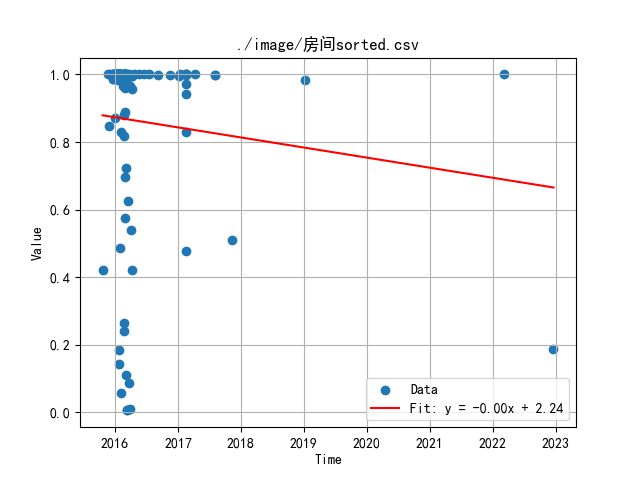 ./image/房间sorted.csv
1.0
0.8
0.6
0.4
0.2
0.0
Value
Data
Fit: y = -0.00x + 2.24
2016 2017 2018 2019 2020 2021 2022 2023
Time